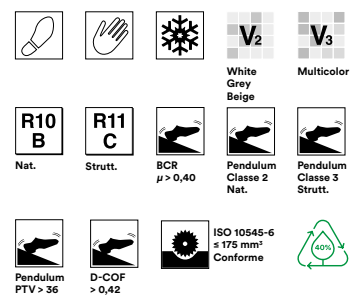 V2
White
Grey
Beige
V3
Multicolor
R10
B
Nat.
R11
C
Strutt.
BCR
µ > 0,40
Pendulum
Classe 2
Nat.
Pendulum
Classe 3
Strutt.
Pendulum
PTV > 36
D-COF
> 0,42
ISO 10545-6
≤ 175 mm³
Conforme
40%